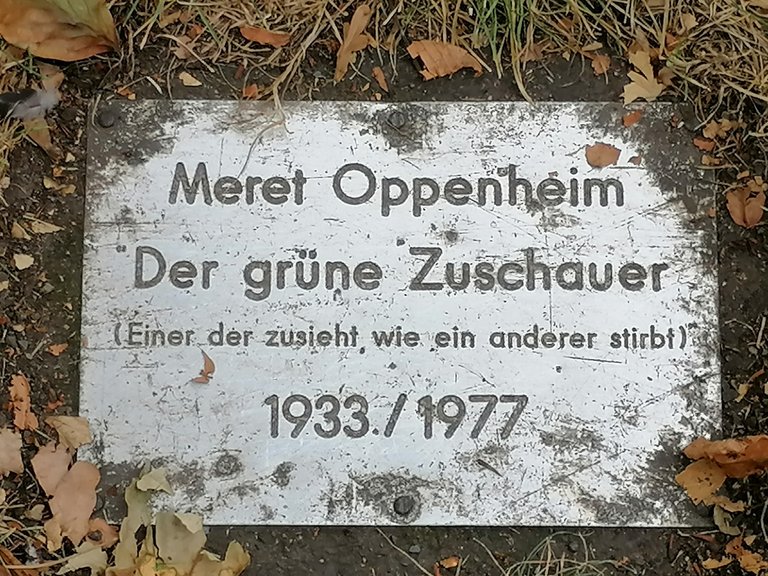 Meret Oppenheim
"Der grüne Zuschauer
(Einer der zusieht, wie ein anderer stirbt)"
1933./1977